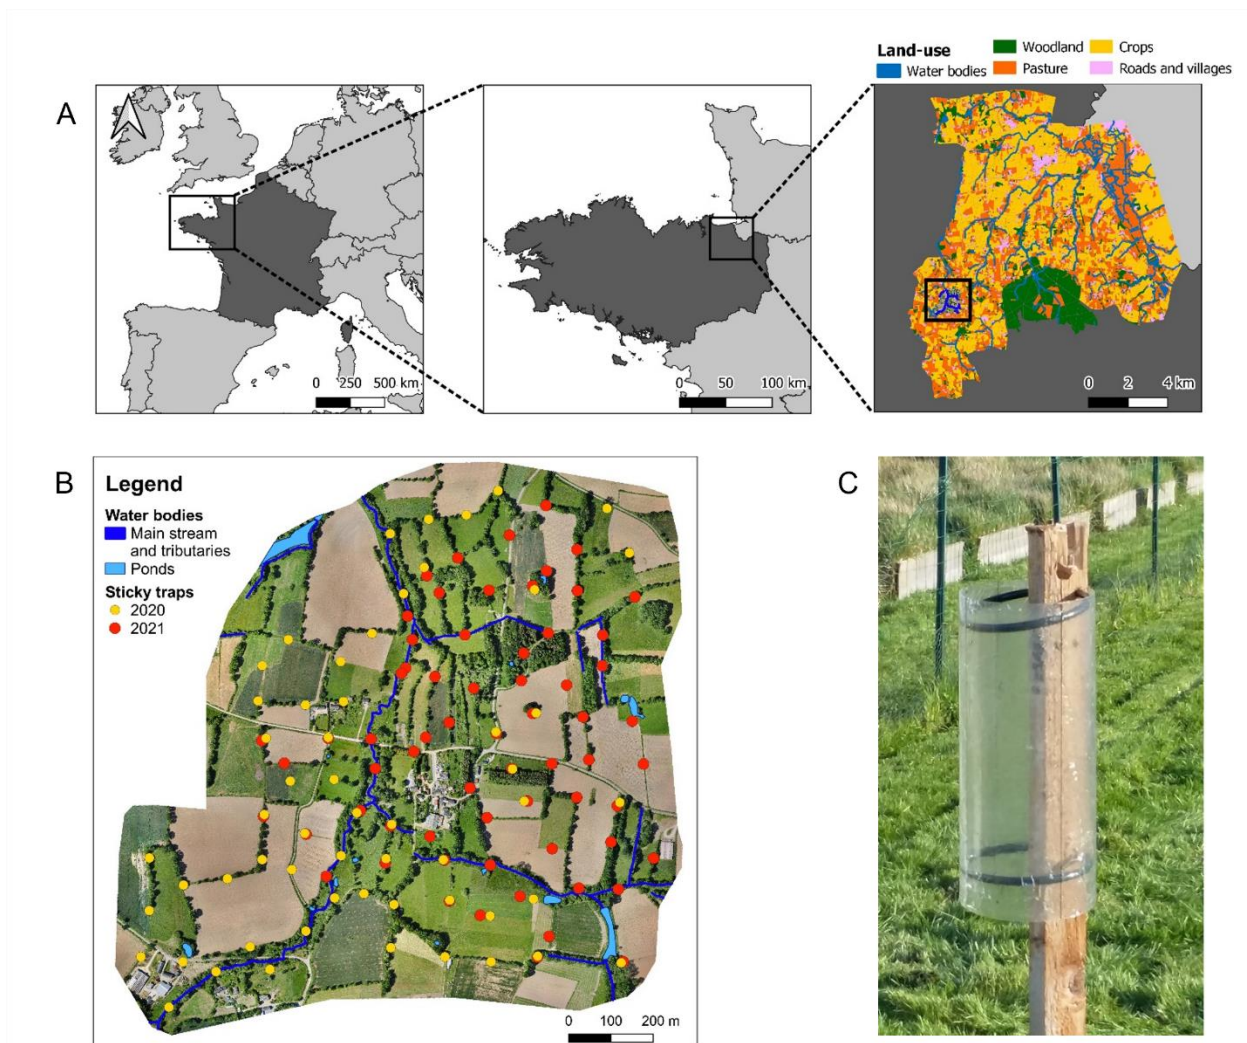 A
Land-use
Woodland
Crops
Water bodies
Pasture
Roads and villages
0 250 500 km
0 50 100 km
0 2 4 km
B
Legend
Water bodies
Main stream
and tributaries
Ponds
Sticky traps
2020
2021
0 100 200 m
C